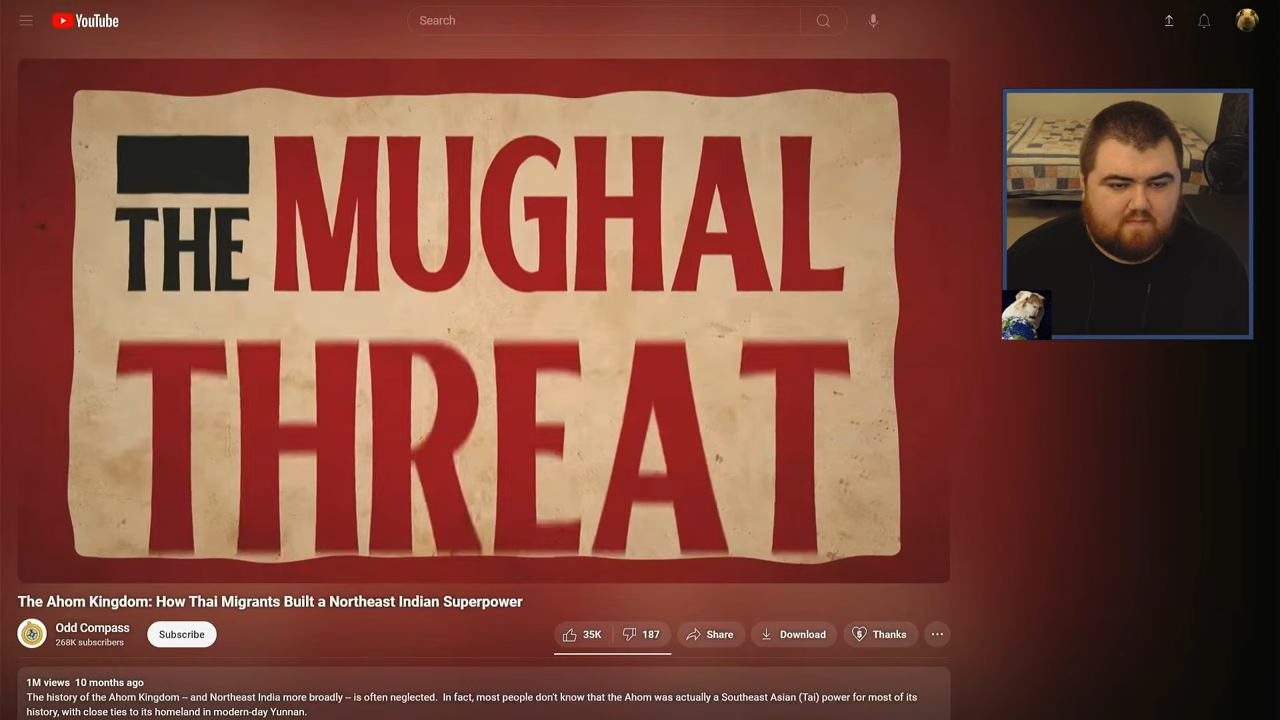 YouTube
Search
THE MUGHAL
THREAT
The Ahom Kingdom: How Thai Migrants Built a Northeast Indian Superpower
Odd Compass
268K subscribers
Subscribe
35K
187
Share
Download
Thanks
1M views 10 months ago
The history of the Ahom Kingdom – and Northeast India more broadly – is often neglected. In fact, most people don't know that the Ahom was actually a Southeast Asian (Tai) power for most of its
history, with close ties to its homeland in modern-day Yunnan.